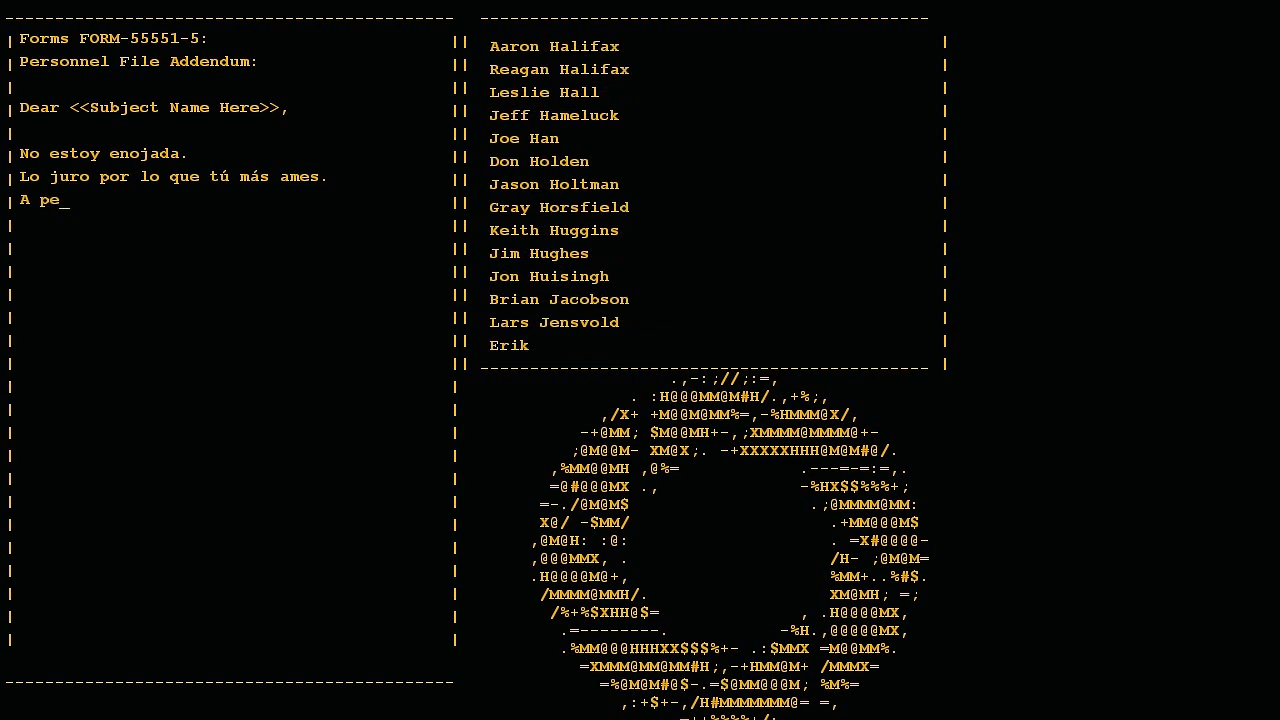 Forms FORM-55551-5:
Personnel File Addendum:
Dear <<Subject Name Here>>,
No estoy enojada.
Lo juro por lo que tú más ames.
A pe_
Aaron Halifax
Reagan Halifax
Leslie Hall
Jeff Hameluck
Joe Han
Don Holden
Jason Holtman
Gray Horsfield
Keith Huggins
Jim Hughes
Jon Huisingh
Brian Jacobson
Lars Jensvold
Erik